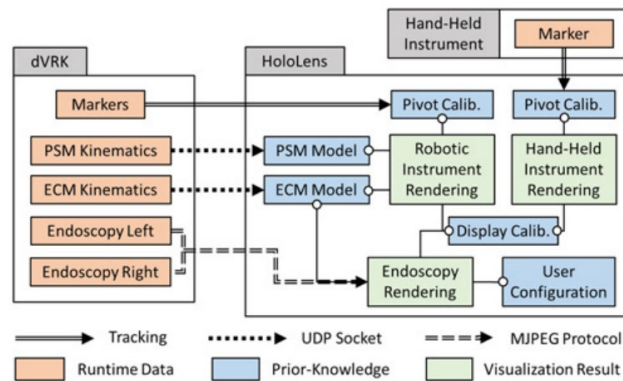 Hand-Held
Instrument
Marker
dVRK
HoloLens
Markers
Pivot Calib.
Pivot Calib.
PSM Kinematics
PSM Model
Robotic
Instrument
Rendering
Hand-Held
Instrument
Rendering
ECM Kinematics
ECM Model
Endoscopy Left
Display Calib.
Endoscopy Right
Endoscopy
Rendering
User
Configuration
Tracking
UDP Socket
MJPEG Protocol
Runtime Data
Prior-Knowledge
Visualization Result